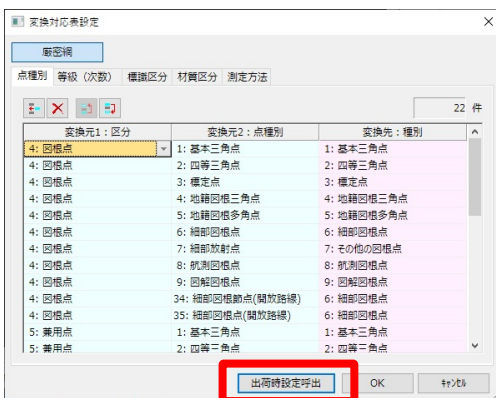 変換対応表設定
厳密網
点種別 等級（次数） 標識区分 材質区分 測定方法
22 件
変換元1：区分 変換元2：点種別 変換先：種別
4: 図根点 1: 基本三角点 1: 基本三角点
4: 図根点 2: 四等三角点 2: 四等三角点
4: 図根点 3: 標定点 3: 標定点
4: 図根点 4: 地籍図根三角点 4: 地籍図根三角点
4: 図根点 5: 地籍図根多角点 5: 地籍図根多角点
4: 図根点 6: 細部図根点 6: 細部図根点
4: 図根点 7: 細部放射点 7: その他の図根点
4: 図根点 8: 航測図根点 8: 航測図根点
4: 図根点 9: 図解図根点 9: 図解図根点
4: 図根点 34: 細部図根節点(開放路線) 6: 細部図根点
4: 図根点 35: 細部図根点(開放路線) 6: 細部図根点
5: 兼用点 1: 基本三角点 1: 基本三角点
5: 兼用点 2: 四等三角点 2: 四等三角点
出荷時設定呼出 OK ｷｬﾝｾﾙ